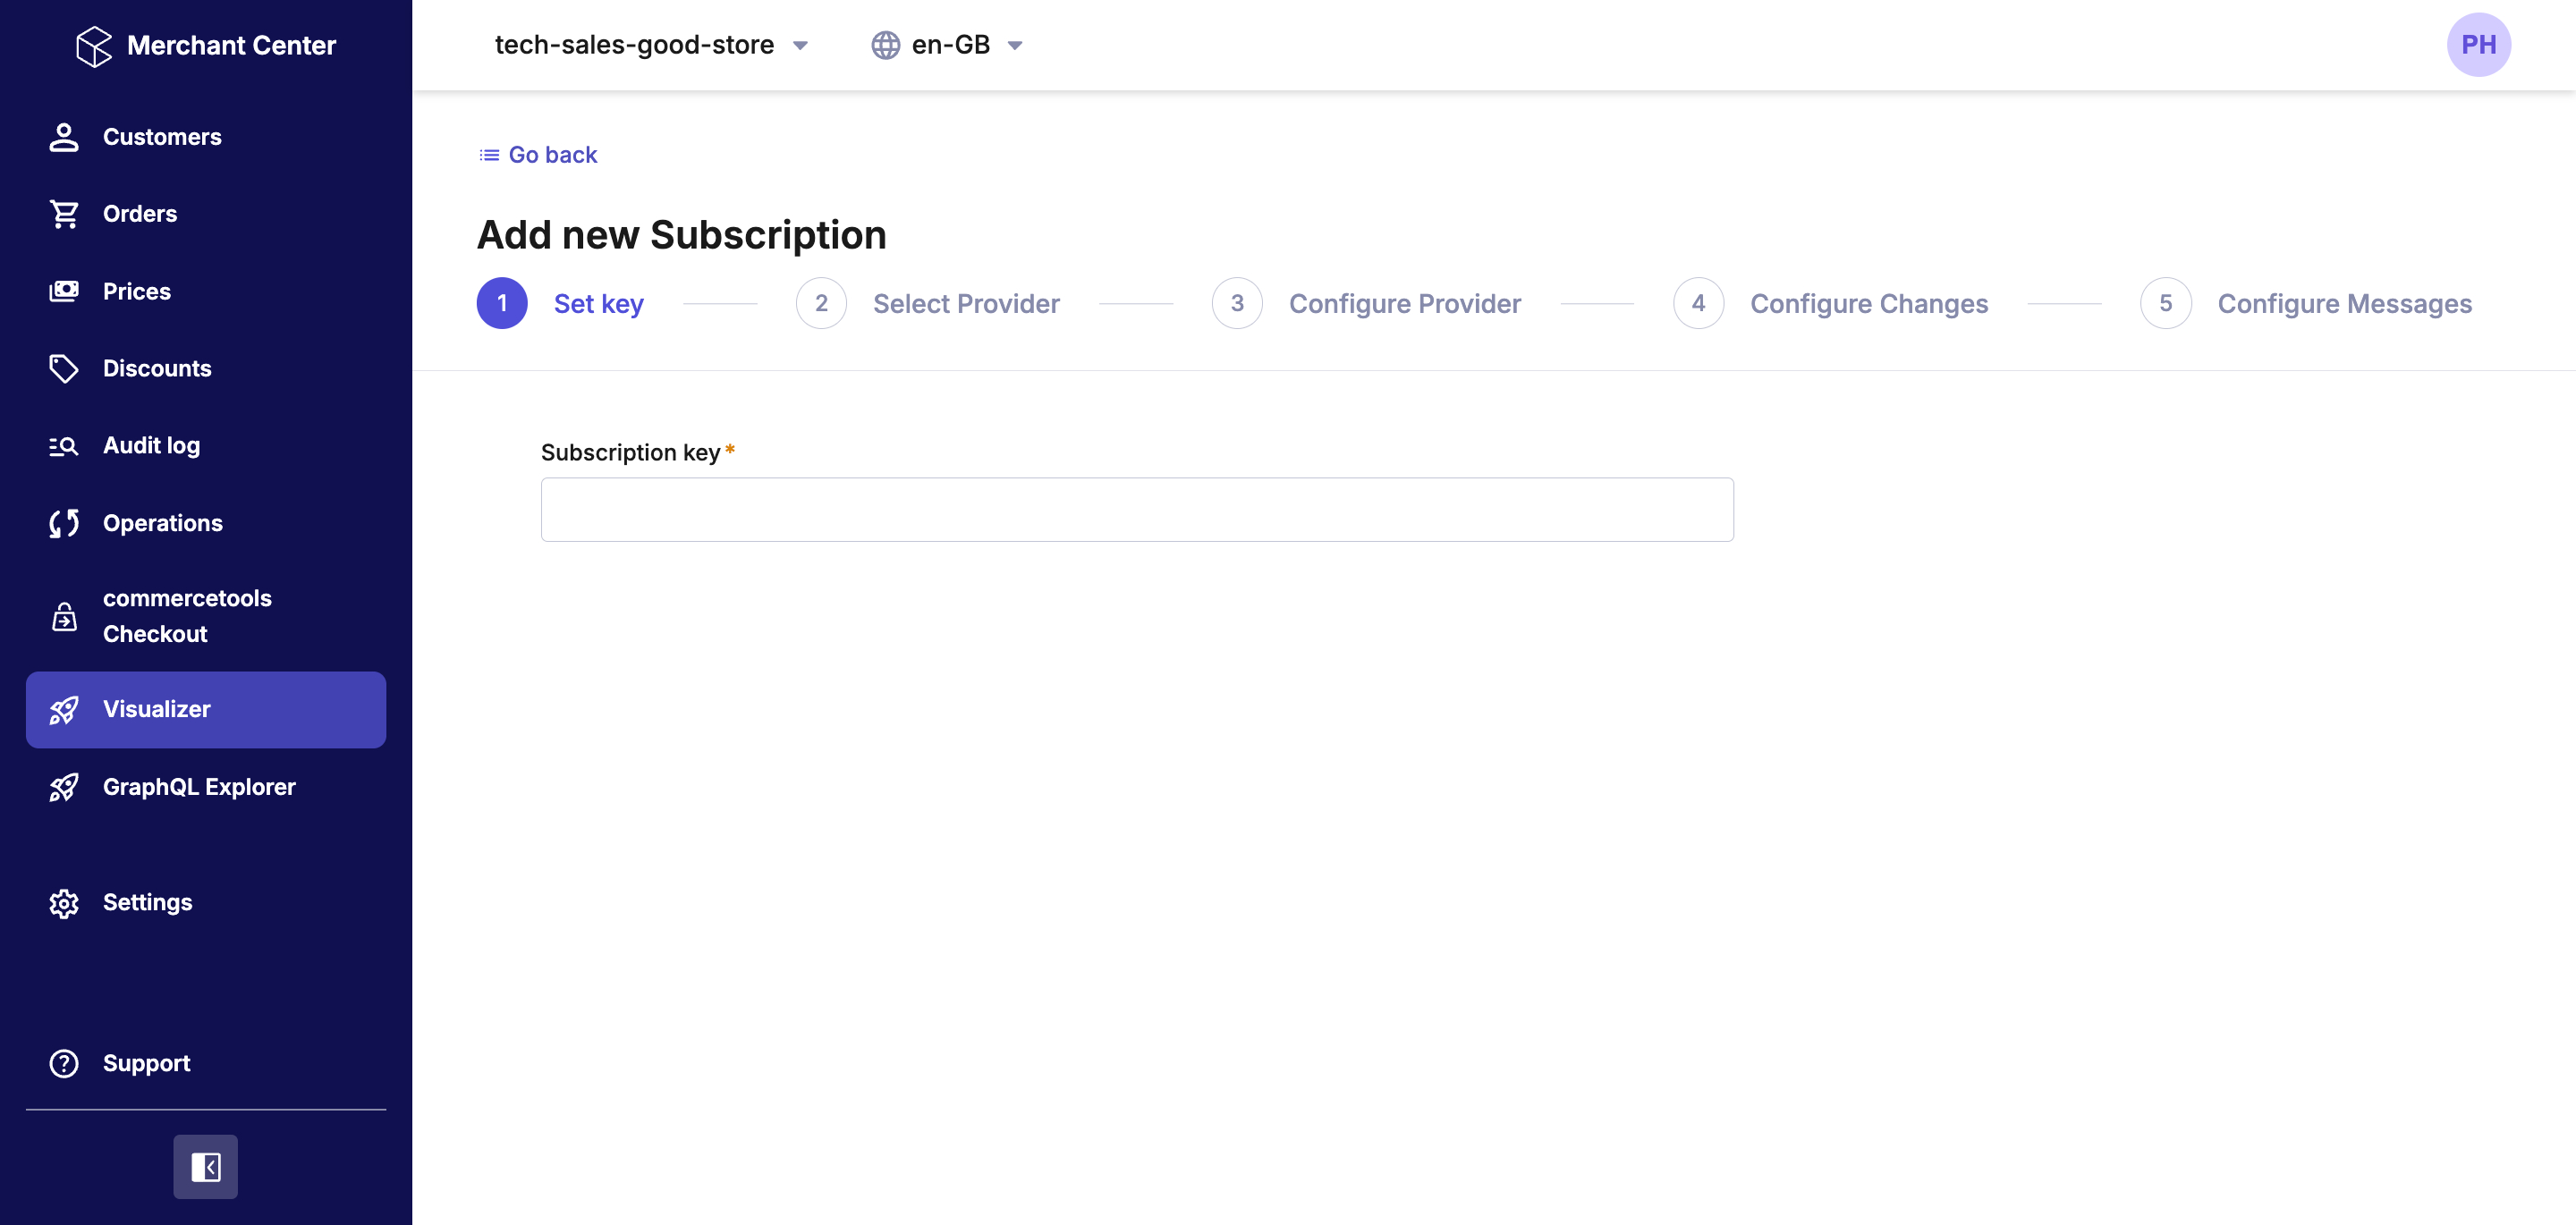 Merchant Center
Customers
Orders
Prices
Discounts
Audit log
Operations
commercetools
Checkout
Visualizer
GraphQL Explorer
Settings
Support
tech-sales-good-store
en-GB
PH
Go back
Add new Subscription
1 Set key 2 Select Provider 3 Configure Provider 4 Configure Changes 5 Configure Messages
Subscription key*